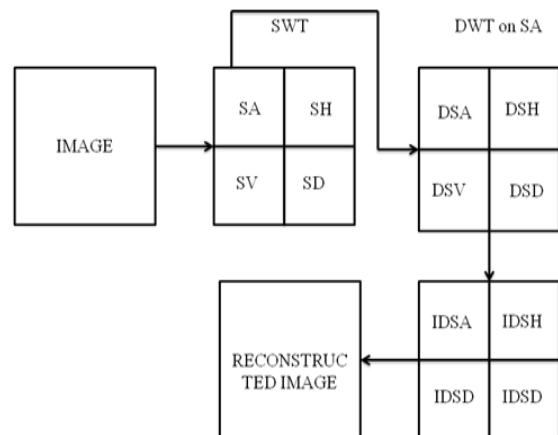 SWT
DWT on SA
IMAGE
SA
SH
SV
SD
DSA
DSH
DSV
DSD
RECONSTRUC
TED IMAGE
IDSA
IDSH
IDSD
IDSD